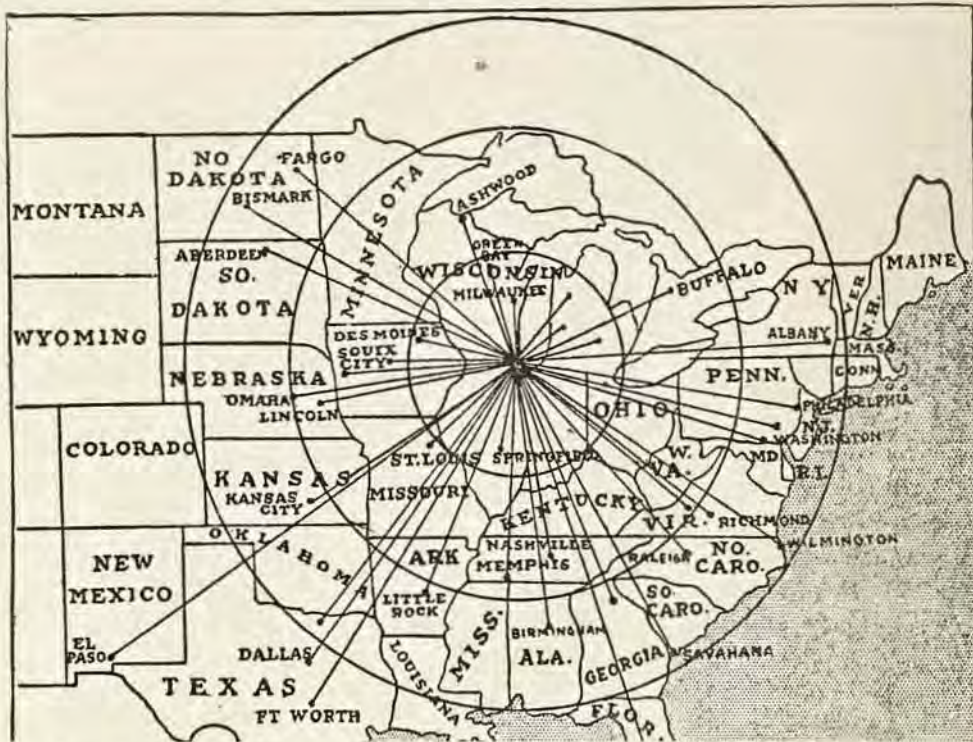 NO
DAKOTA
FARGO
BISMARK
MONTANA
MINNESOTA
ASHWOOD
GREEN
BAY
WISCONSIN
MILWAUKEE
ABERDEEN
SO.
DAKOTA
WYOMING
BUFFALO
N Y
VER
N. HR.
MAINE
ALBANY
MASS.
CONN
DES MOINES
SOUIX
CITY
NEBRASKA
OMAHA
LINCOLN
PENN.
OHIO
PHILADELPHIA
N.J.
WASHINGTON
MD
R.I.
COLORADO
ST. LOUIS
SPRINGFIELD
W.
VA.
KANSAS
KANSAS
CITY
MISSOURI
KENTUCKY
VIR.
RICHMOND
WILMINGTON
OKLAHOMA
NEW
MEXICO
ARK
NASHVILLE
MEMPHIS
RALEIGH
NO.
CARO.
LITTLE
ROCK
SO.
CARO.
EL
PASO
DALLAS
TEXAS
FT WORTH
LOUISIANA
MISS.
BIRMINGHAM
ALA.
GEORGIA
SAVAHANA
FLOR.